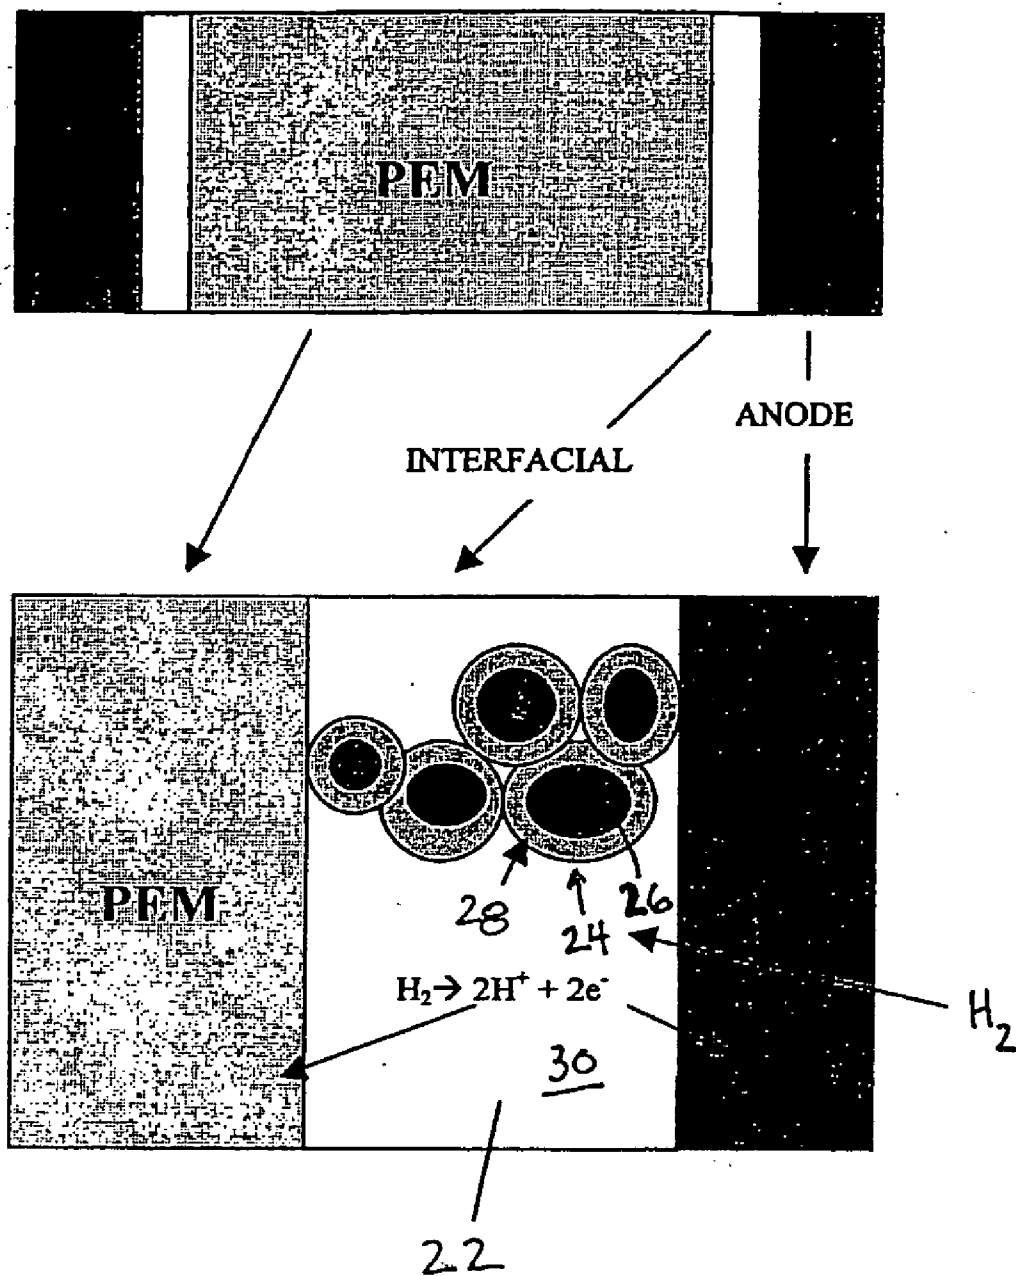 PEM
ANODE
INTERFACIAL
PEM
28
24
26
H₂→ 2H⁺ + 2e⁻
H₂
30
22